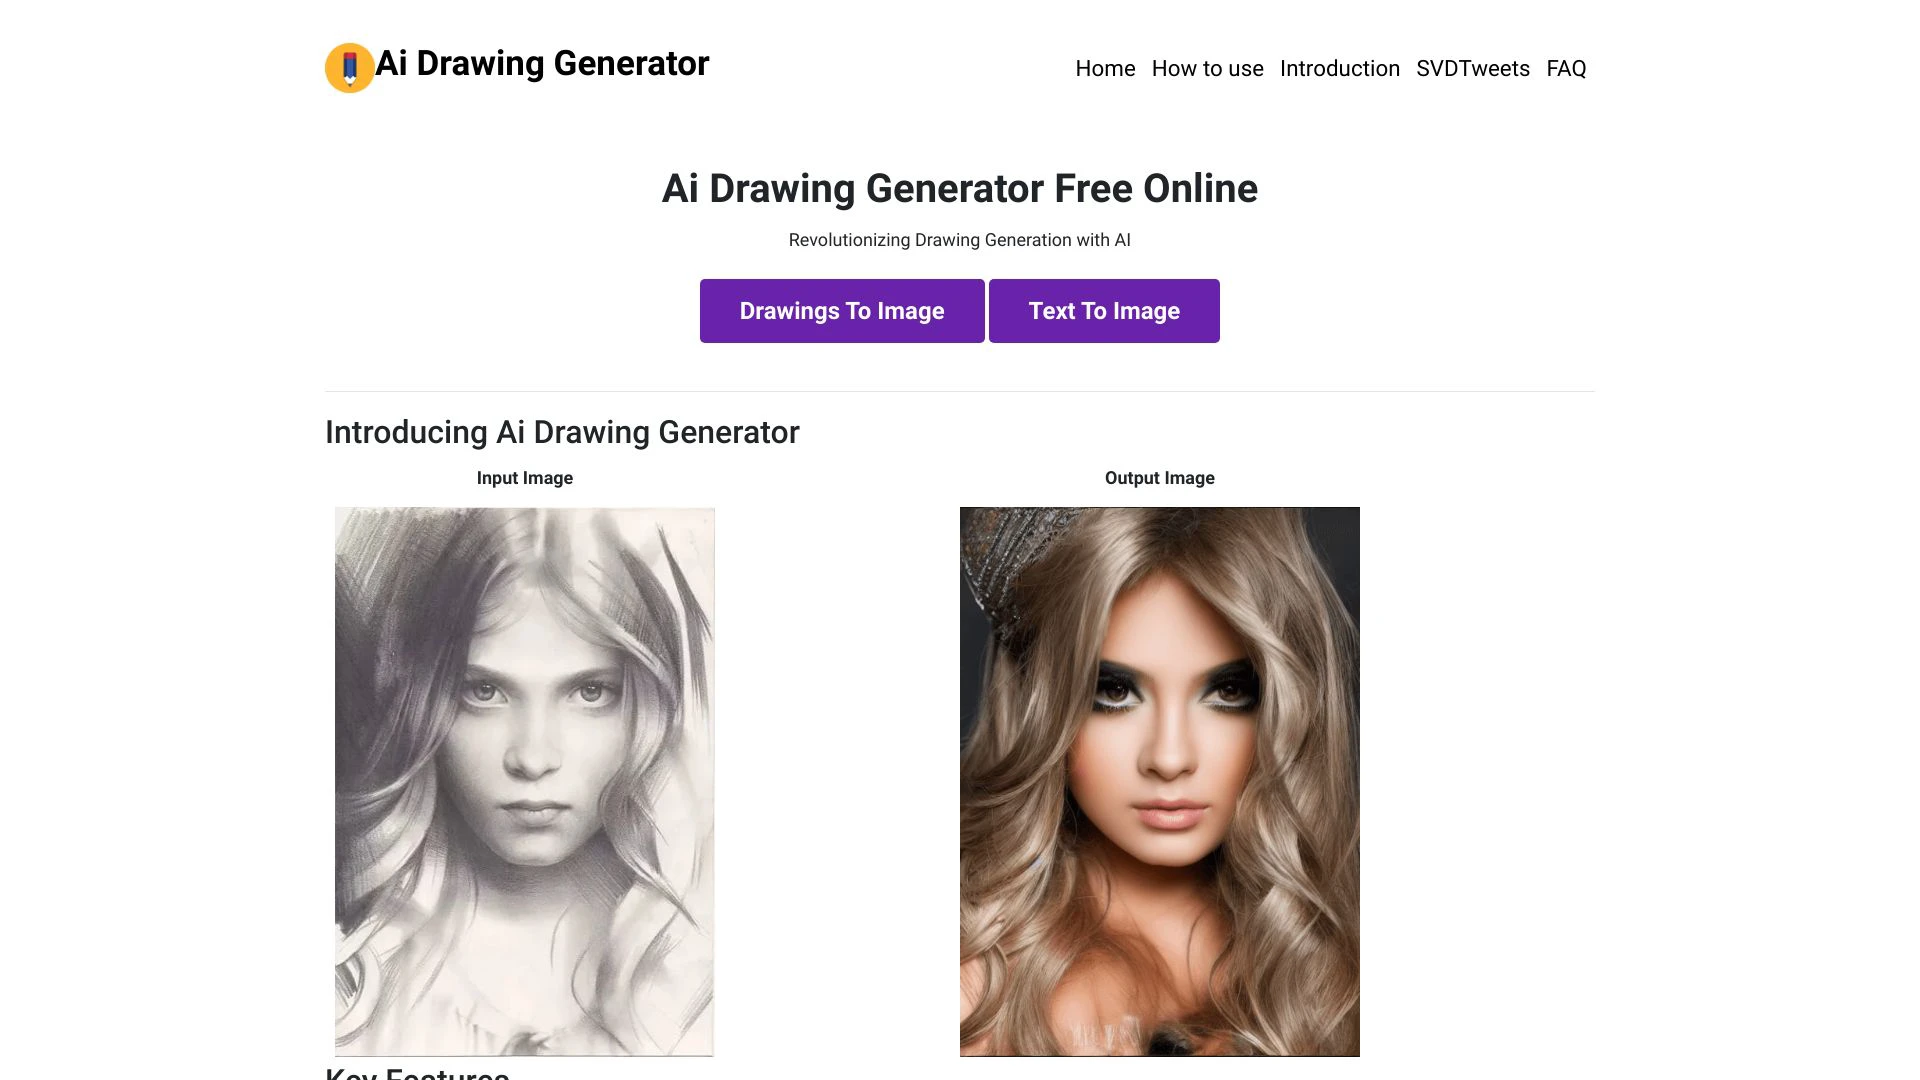 Ai Drawing Generator
Home How to use Introduction SVDTweets FAQ
Ai Drawing Generator Free Online
Revolutionizing Drawing Generation with AI
Drawings To Image Text To Image
Introducing Ai Drawing Generator
Input Image Output Image
Key Features